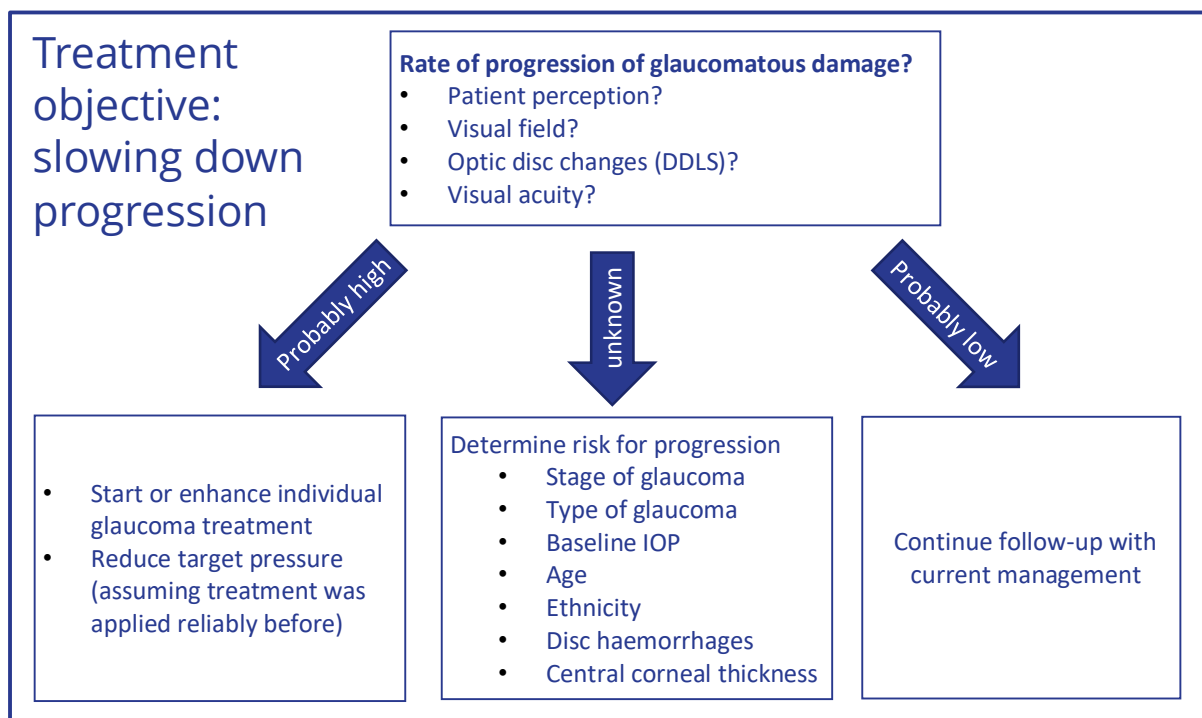 Treatment
objective:
slowing down
progression
Rate of progression of glaucomatous damage?
• Patient perception?
• Visual field?
• Optic disc changes (DDLS)?
• Visual acuity?
Probably high
unknown
Probably low
• Start or enhance individual
glaucoma treatment
• Reduce target pressure
(assuming treatment was
applied reliably before)
Determine risk for progression
• Stage of glaucoma
• Type of glaucoma
• Baseline IOP
• Age
• Ethnicity
• Disc haemorrhages
• Central corneal thickness
Continue follow-up with
current management